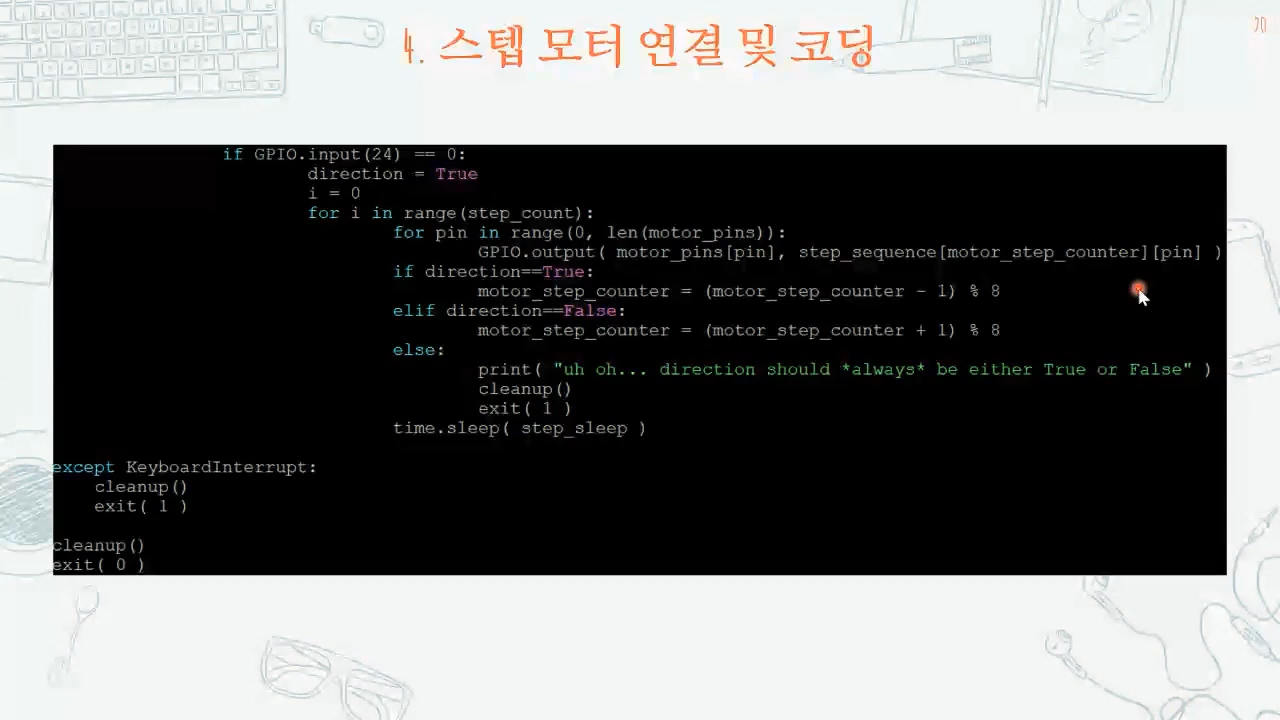 4. 스텝 모터 연결 및 코딩
20
if GPIO.input(24) == 0:
direction = True
i = 0
for i in range(step_count):
for pin in range(0, len(motor_pins)):
GPIO.output( motor_pins[pin], step_sequence[motor_step_counter][pin] )
if direction==True:
motor_step_counter = (motor_step_counter - 1) % 8
elif direction==False:
motor_step_counter = (motor_step_counter + 1) % 8
else:
print( "uh oh... direction should *always* be either True or False" )
cleanup()
exit( 1 )
time.sleep( step_sleep )
except KeyboardInterrupt:
cleanup()
exit( 1 )
cleanup()
exit( 0 )